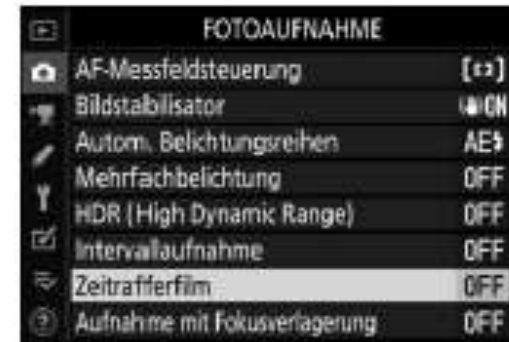 FOTOAUFNAHME
AF-Messfeldsteuerung
Bildstabilisator ON
Autom. Belichtungsreihen AE
Mehrfachbelichtung OFF
HDR (High Dynamic Range) OFF
Intervallaufnahme OFF
Zeitrafferfilm OFF
Aufnahme mit Fokusverlagerung OFF